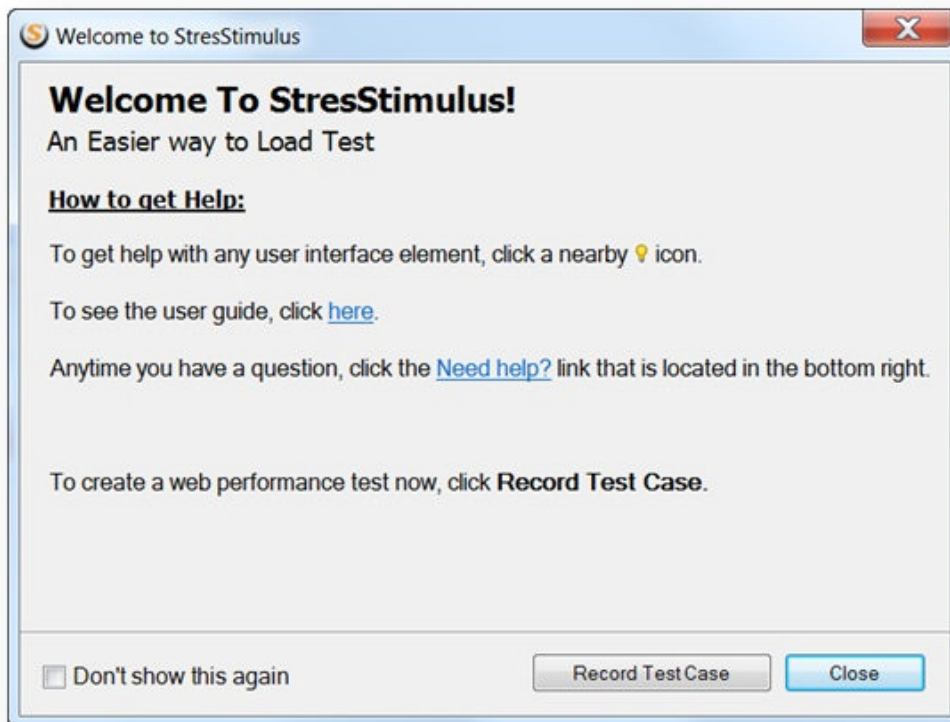 Welcome to StresStimulus
Welcome To StresStimulus!
An Easier way to Load Test
How to get Help:
To get help with any user interface element, click a nearby icon.
To see the user guide, click here.
Anytime you have a question, click the Need help? link that is located in the bottom right.
To create a web performance test now, click Record Test Case.
Don't show this again
Record Test Case
Close